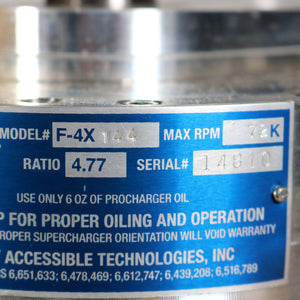 MODEL# F-4X 144 MAX RPM 72K
RATIO 4.77 SERIAL# 14810
USE ONLY 6 OZ OF PROCHARGER OIL
P FOR PROPER OILING AND OPERATION
ROPER SUPERCHARGER ORIENTATION WILL VOID WARRANTY
ACCESSIBLE TECHNOLOGIES, INC
S 6,651,633; 6,478,469; 6,612,747; 6,439,208; 6,516,789